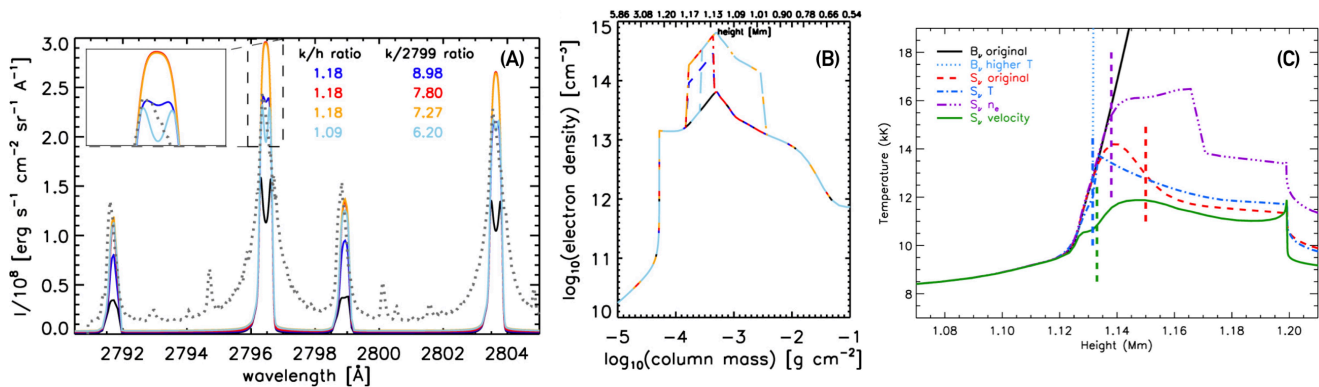 (A)
k/h ratio k/2799 ratio
1.18 8.98
1.18 7.80
1.18 7.27
1.09 6.20
3.0
2.5
2.0
1.5
1.0
0.5
0.0
I/10⁸ [erg s⁻¹ cm⁻² sr⁻¹ A⁻¹]
2792 2794 2796 2798 2800 2802 2804
wavelength [Å]
5.86 3.08 1.20 1.17 1.13 1.09 1.01 0.90 0.78 0.66 0.54
height [Mm]
(B)
15
14
13
12
11
10
log₁₀(electron density) [cm⁻³]
-5 -4 -3 -2 -1
log₁₀(column mass) [g cm⁻²]
(C)
Bᵥ original
Bᵥ higher T
Sᵥ original
Sᵥ T
Sᵥ nₑ
Sᵥ velocity
18
16
14
12
10
8
Temperature (kK)
1.08 1.10 1.12 1.14 1.16 1.18 1.20
Height (Mm)